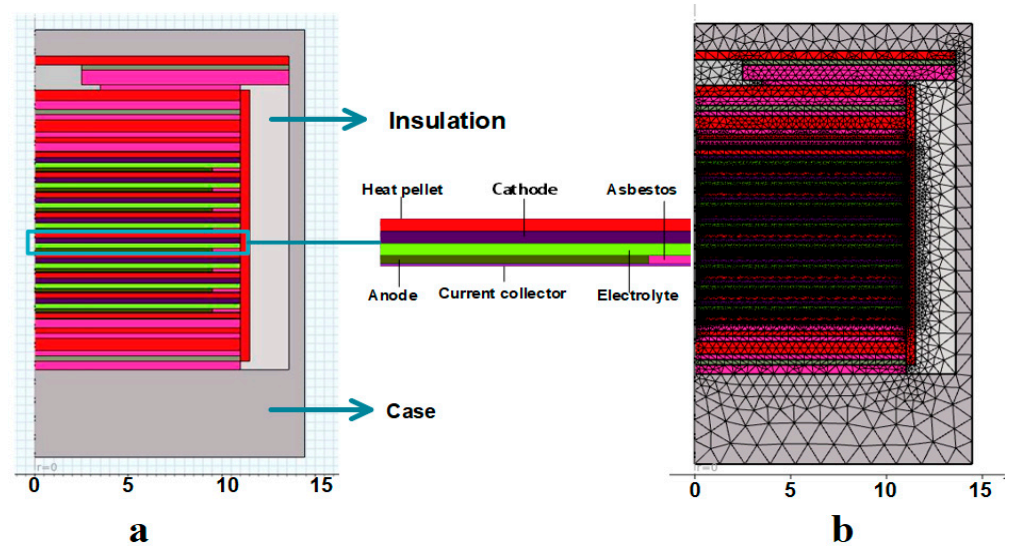 Insulation
Heat pellet Cathode Asbestos
Anode Current collector Electrolyte
Case
r=0 r=0
0 5 10 15 0 5 10 15
a b